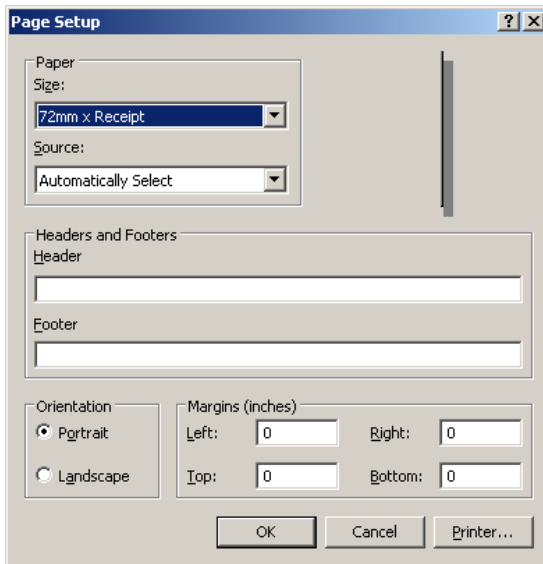 Page Setup
Paper
Size:
72mm x Receipt
Source:
Automatically Select
Headers and Footers
Header
Footer
Orientation
Portrait
Landscape
Margins (inches)
Left: 0 Right: 0
Top: 0 Bottom: 0
OK Cancel Printer...